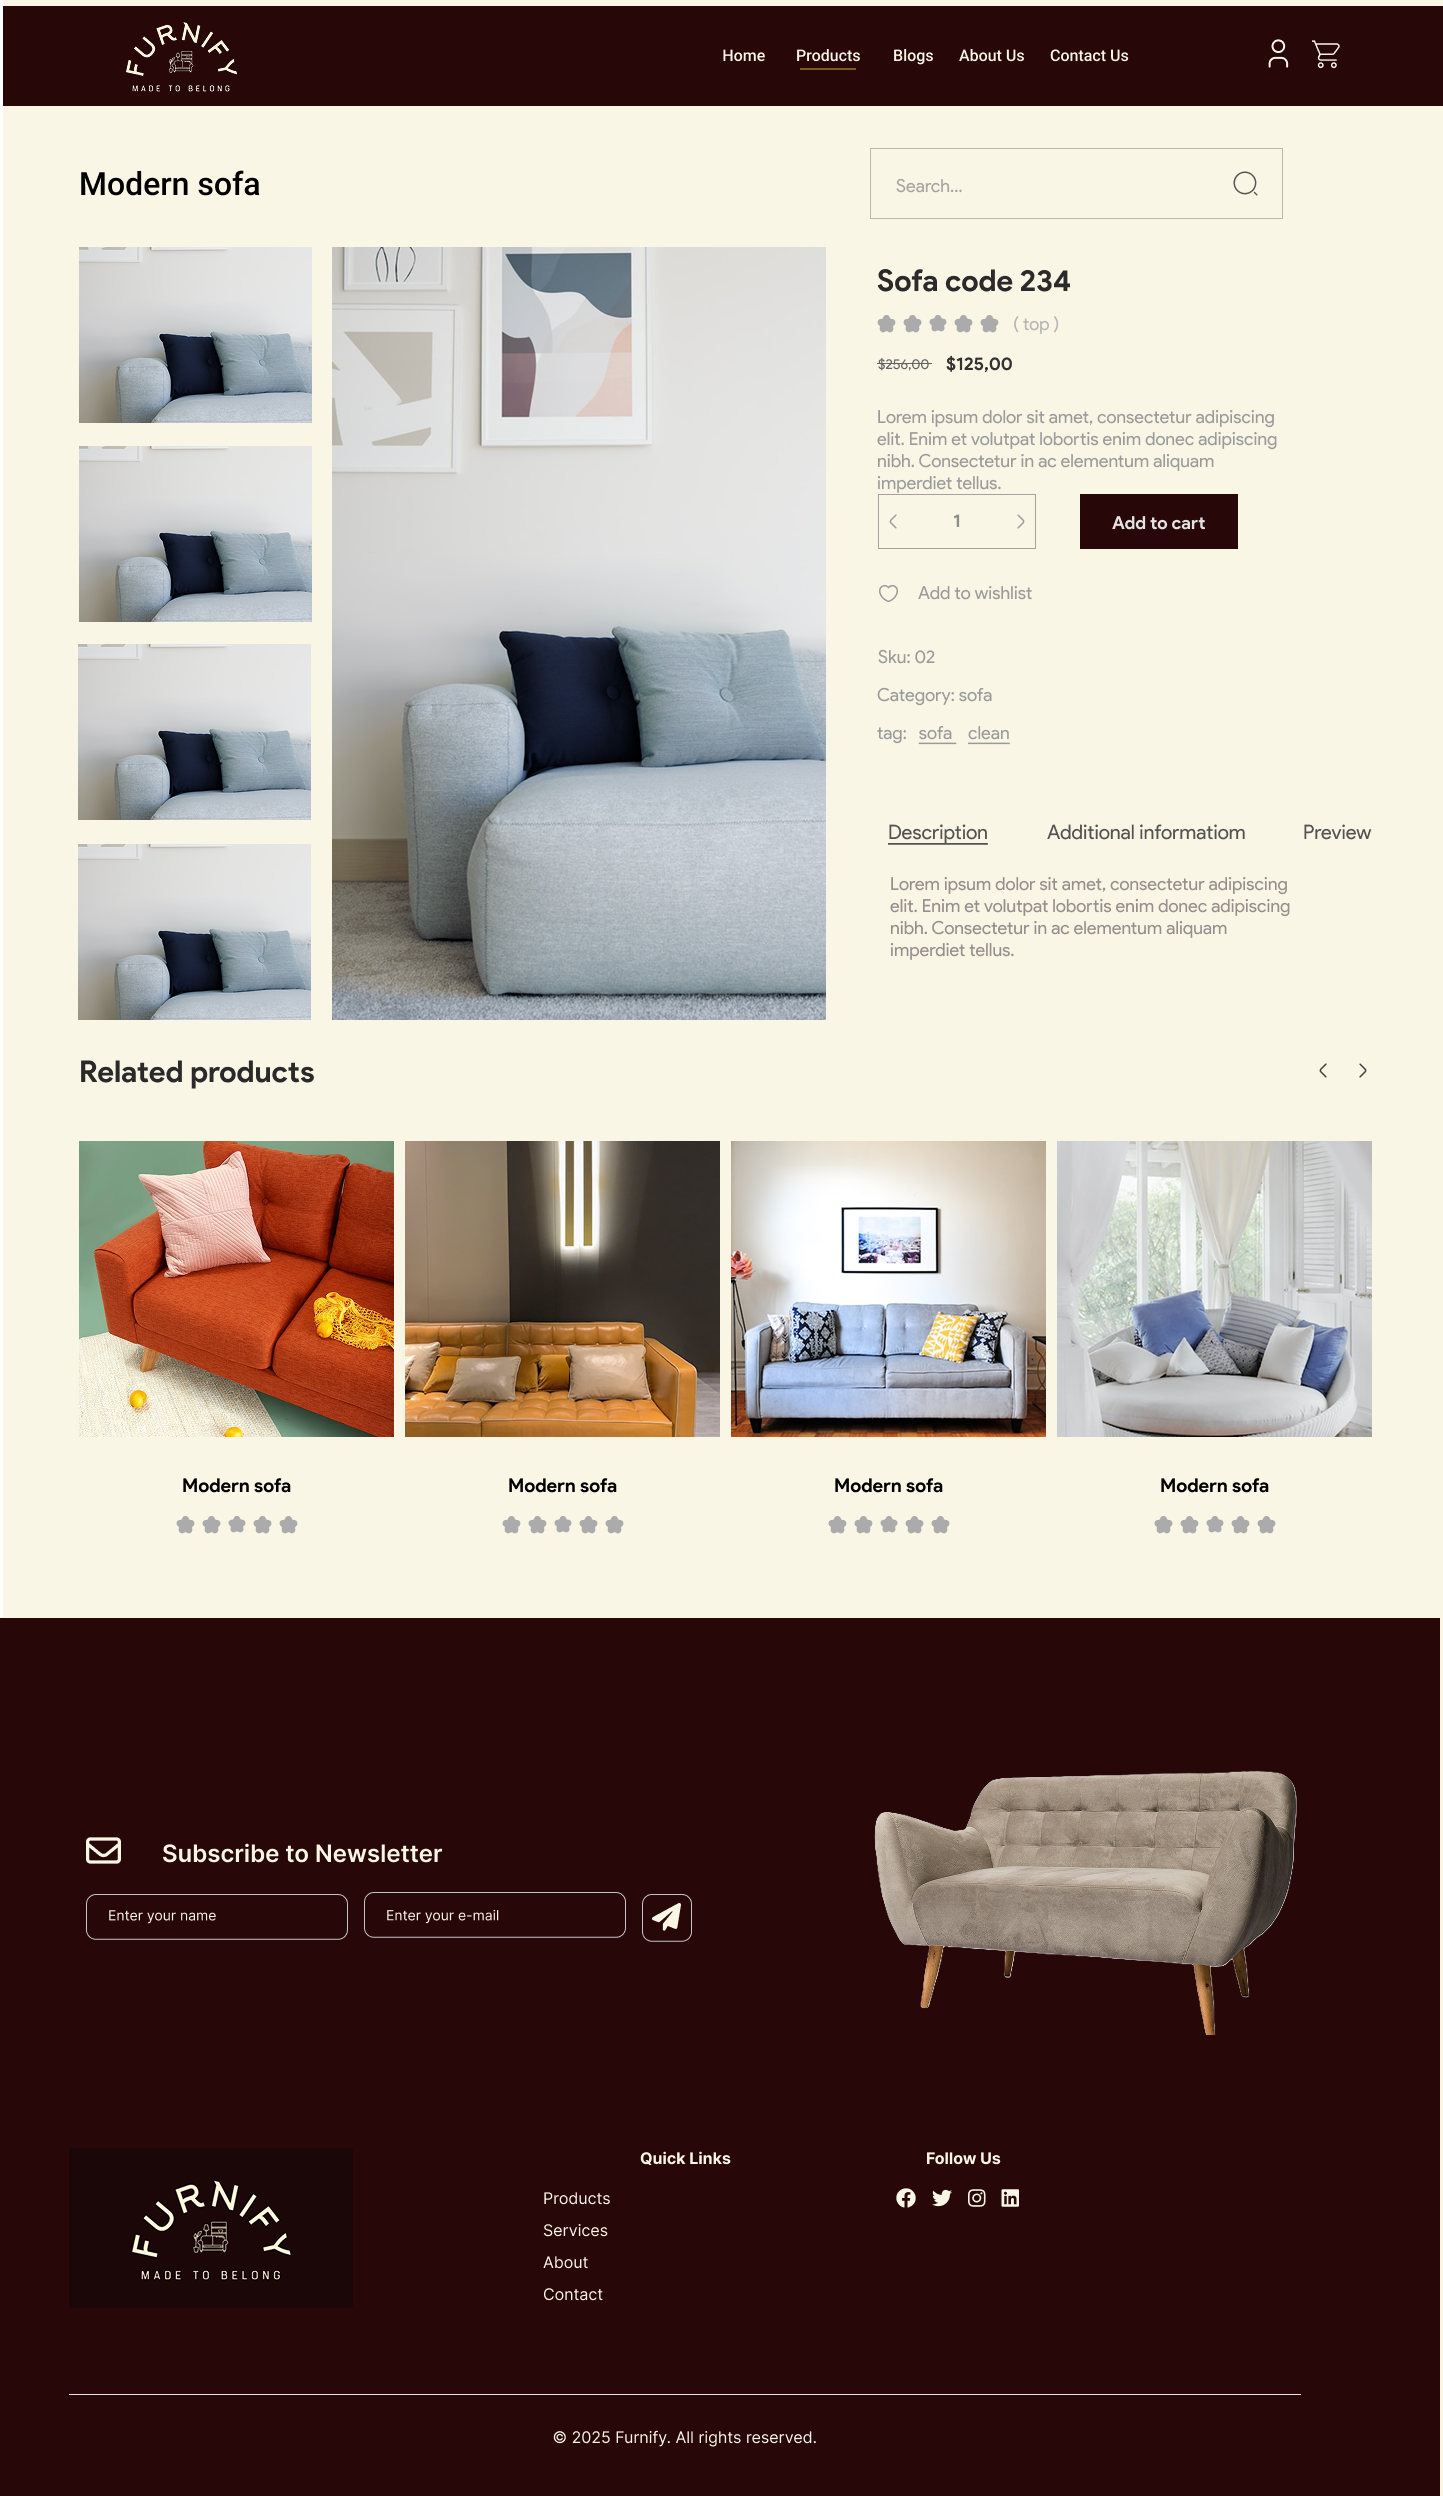 FURNIFY
MADE TO BELONG
Home Products Blogs About Us Contact Us
Modern sofa
Search...
Sofa code 234
( top )
$256,00 $125,00
Lorem ipsum dolor sit amet, consectetur adipiscing
elit. Enim et volutpat lobortis enim donec adipiscing
nibh. Consectetur in ac elementum aliquam
imperdiet tellus.
1
Add to cart
Add to wishlist
Sku: 02
Category: sofa
tag: sofa clean
Description Additional informatiom Preview
Lorem ipsum dolor sit amet, consectetur adipiscing
elit. Enim et volutpat lobortis enim donec adipiscing
nibh. Consectetur in ac elementum aliquam
imperdiet tellus.
Related products
Modern sofa Modern sofa Modern sofa Modern sofa
Subscribe to Newsletter
Enter your name Enter your e-mail
FURNIFY
MADE TO BELONG
Quick Links
Products
Services
About
Contact
Follow Us
© 2025 Furnify. All rights reserved.